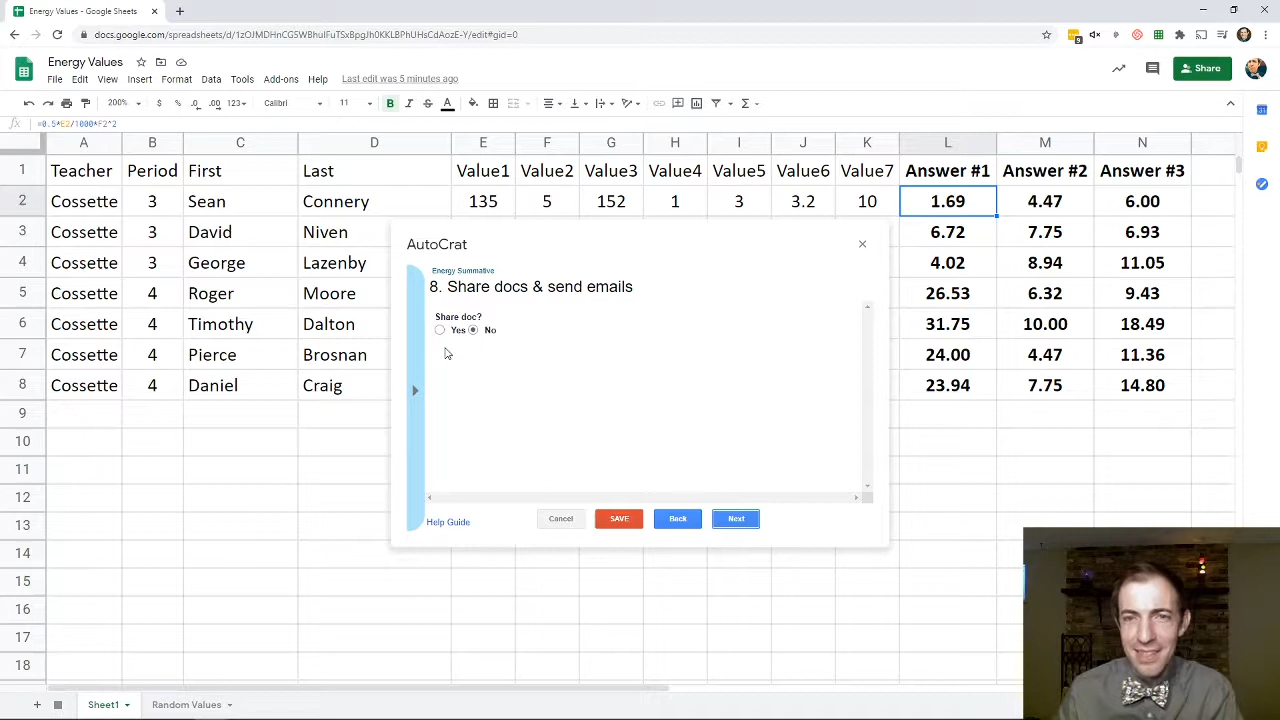 Energy Values - Google Sheets
docs.google.com/spreadsheets/d/1zOJMDHnCG5WBhuIFuTSxBpgJh0KKLBPhUHsCdAozE-Y/edit#gid=0
Energy Values
File Edit View Insert Format Data Tools Add-ons Help Last edit was 5 minutes ago
Share
200% $ % .0 .00 123 Calibri 11 B I S A
=0.5*E2/1000*F2^2
A B C D E F G H I J K L M N
1 Teacher Period First Last Value1 Value2 Value3 Value4 Value5 Value6 Value7 Answer #1 Answer #2 Answer #3
2 Cossette 3 Sean Connery 135 5 152 1 3 3.2 10 1.69 4.47 6.00
3 Cossette 3 David Niven 6.72 7.75 6.93
4 Cossette 3 George Lazenby 4.02 8.94 11.05
5 Cossette 4 Roger Moore 26.53 6.32 9.43
6 Cossette 4 Timothy Dalton 31.75 10.00 18.49
7 Cossette 4 Pierce Brosnan 24.00 4.47 11.36
8 Cossette 4 Daniel Craig 23.94 7.75 14.80
9
10
11
12
13
14
15
16
17
18
AutoCrat
Energy Summative
8. Share docs & send emails
Share doc?
Yes No
Help Guide Cancel SAVE Back Next
Sheet1 Random Values